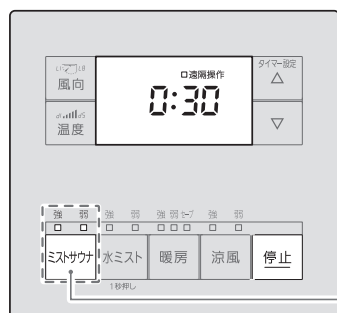 タイマー設定
風向
□遠隔操作
0:30
温度
強 弱 強 弱 強 弱 セーブ 強 弱
ミストサウナ 水ミスト 暖房 涼風 停止
1秒押し